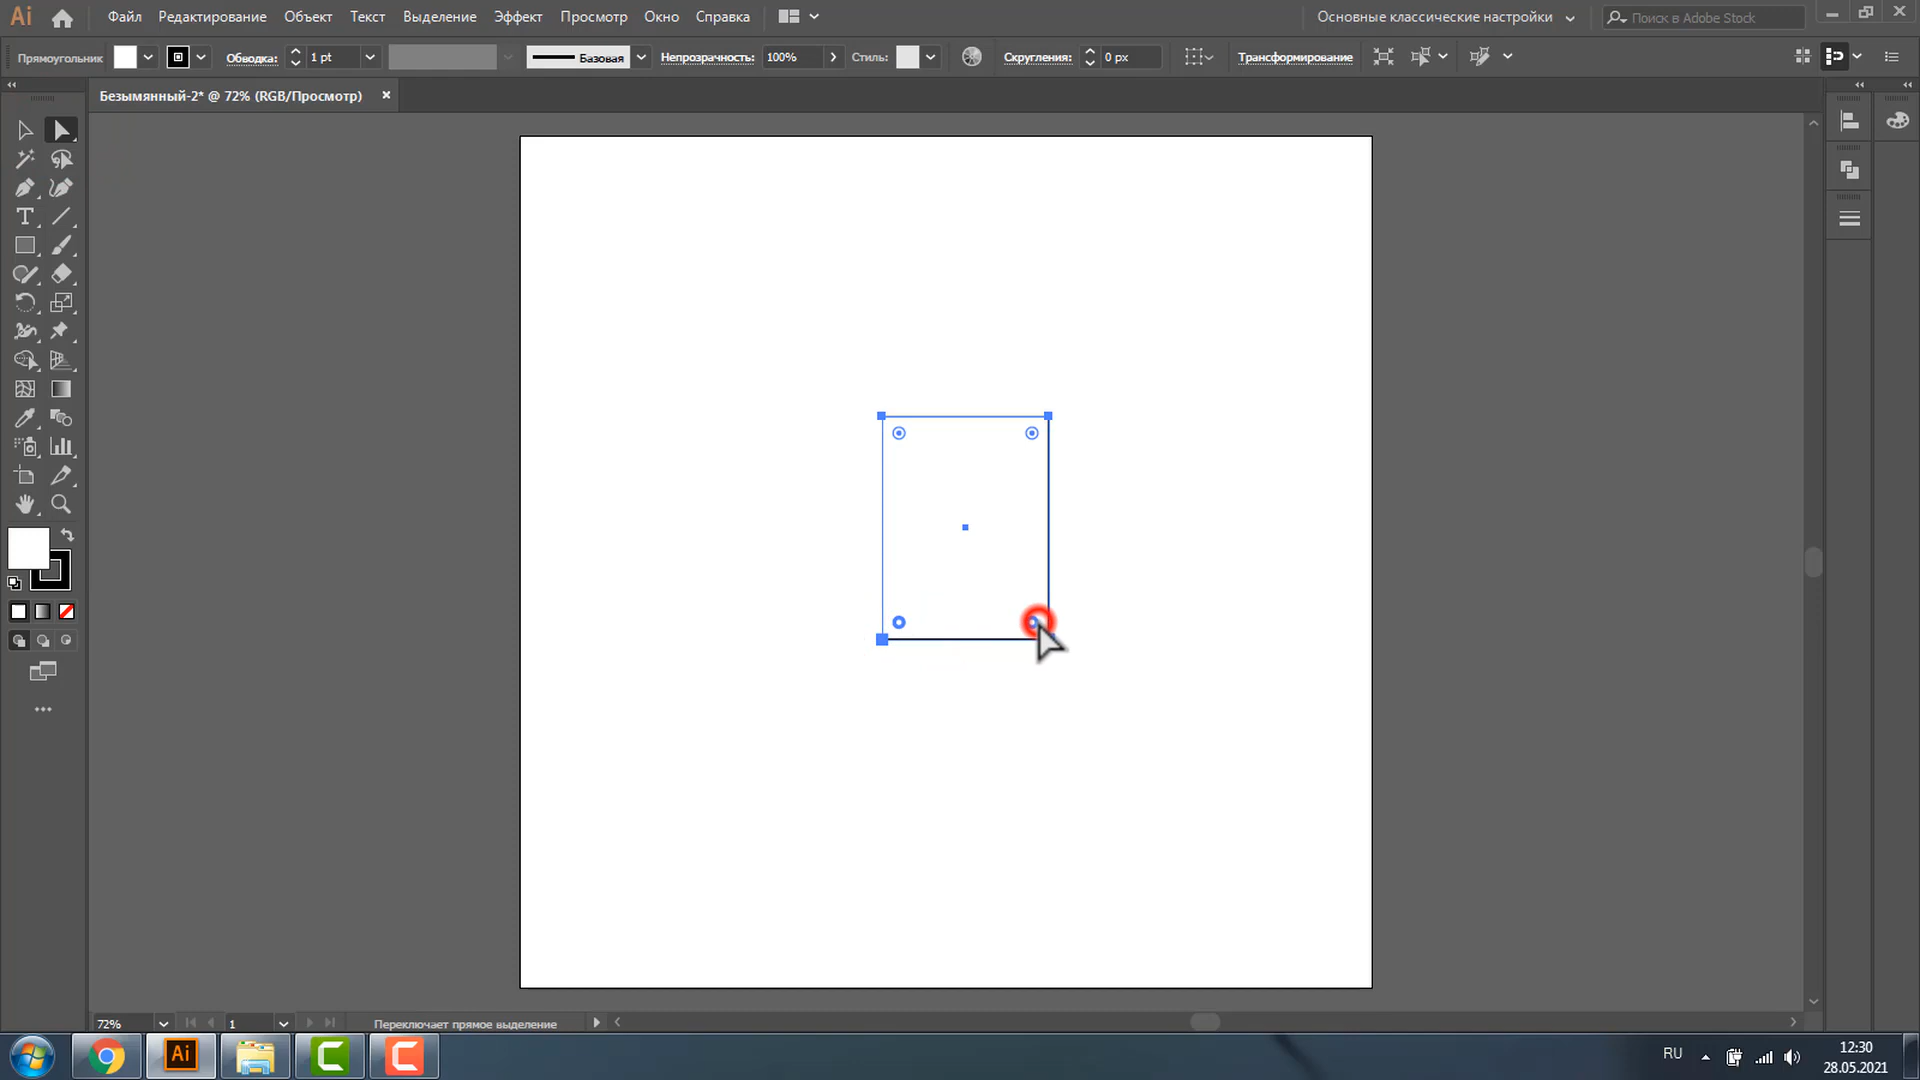 Ai Файл Редактирование Объект Текст Выделение Эффект Просмотр Окно Справка Основные классические настройки Поиск в Adobe Stock
Прямоугольник Обводка: 1 pt Базовая Непрозрачность: 100% Стиль: Скругления: 0 px Трансформирование
Безымянный-2* @ 72% (RGB/Просмотр) ×
T
72% 1 Переключает прямое выделение
Ai RU 12:30
28.05.2021